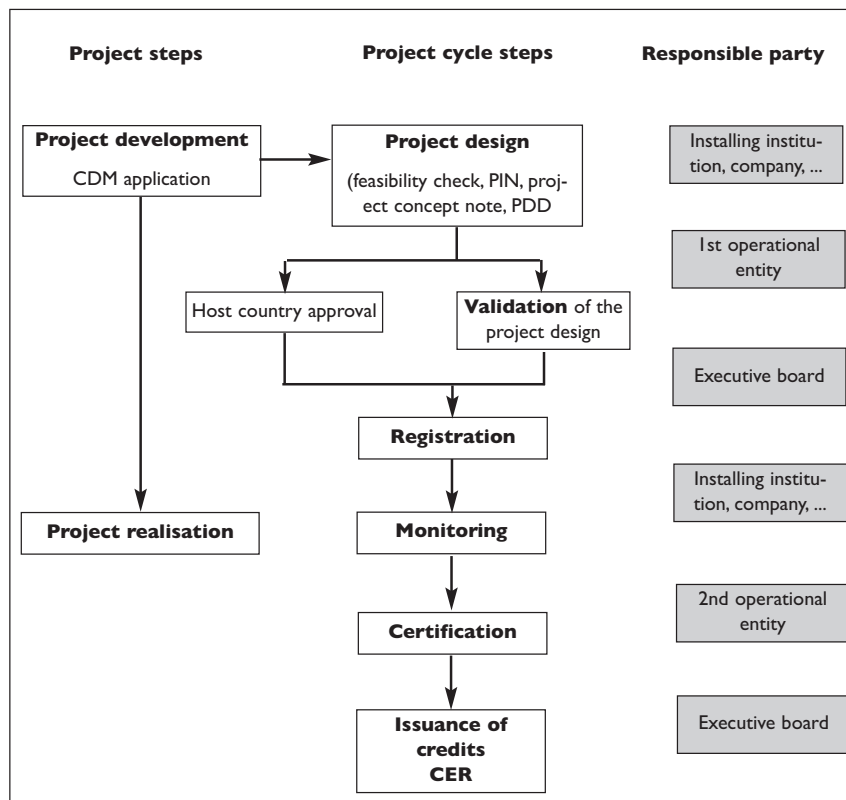 Project steps
Project cycle steps
Responsible party
Project development
CDM application
Project design
(feasibility check, PIN, proj-
ect concept note, PDD
Installing institu-
tion, company, ...
1st operational
entity
Host country approval
Validation of the
project design
Executive board
Registration
Installing institu-
tion, company, ...
Project realisation
Monitoring
2nd operational
entity
Certification
Issuance of
credits
CER
Executive board